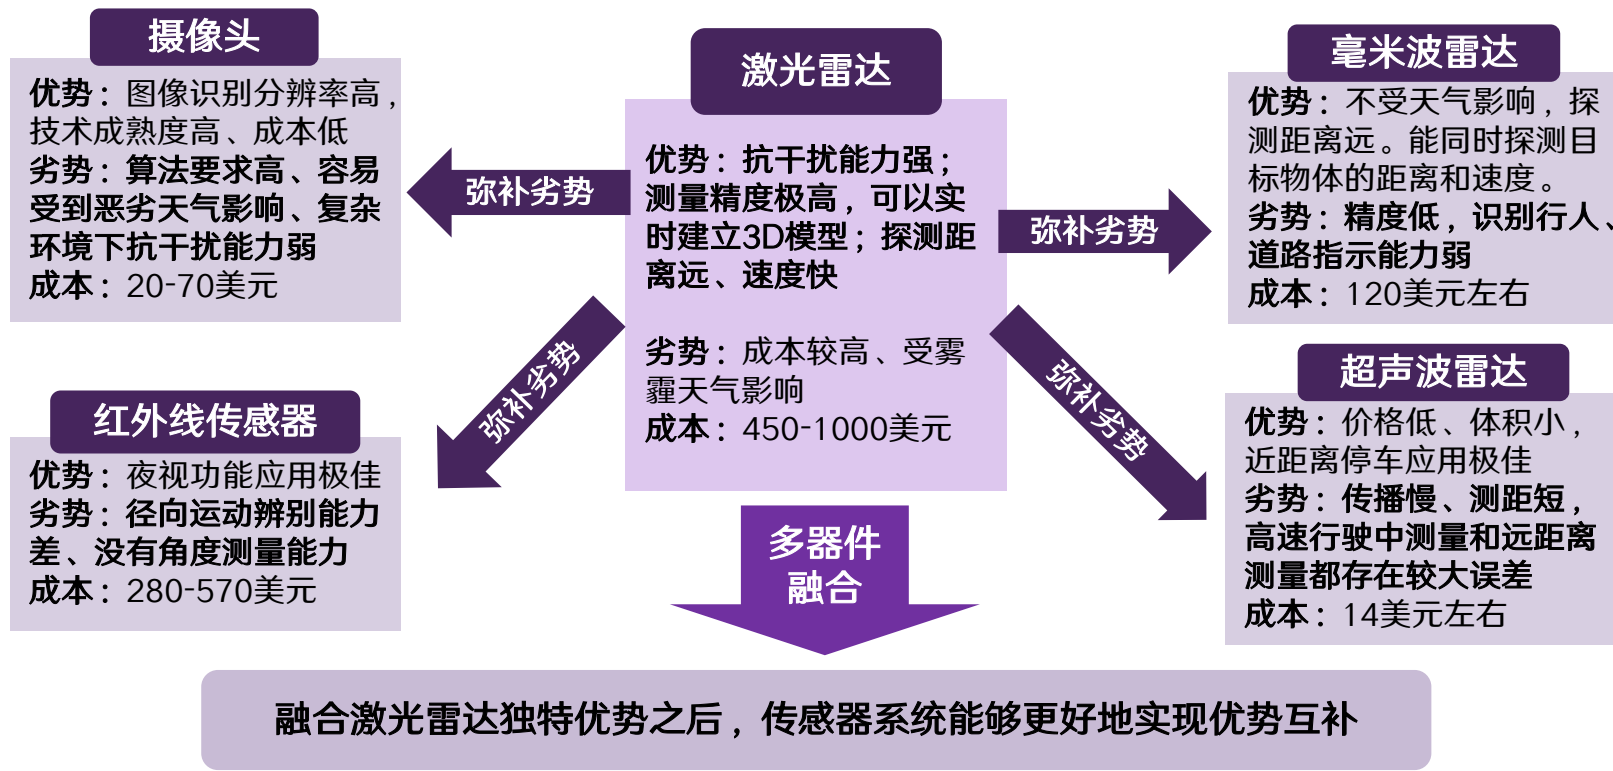 摄像头
优势：图像识别分辨率高，
技术成熟度高、成本低
劣势：算法要求高、容易
受到恶劣天气影响、复杂
环境下抗干扰能力弱
成本：20-70美元
弥补劣势
激光雷达
优势：抗干扰能力强；
测量精度极高，可以实
时建立3D模型；探测距
离远、速度快
劣势：成本较高、受雾
霾天气影响
成本：450-1000美元
弥补劣势
毫米波雷达
优势：不受天气影响，探
测距离远。能同时探测目
标物体的距离和速度。
劣势：精度低，识别行人、
道路指示能力弱
成本：120美元左右
弥补劣势
红外线传感器
优势：夜视功能应用极佳
劣势：径向运动辨别能力
差、没有角度测量能力
成本：280-570美元
弥补劣势
超声波雷达
优势：价格低、体积小，
近距离停车应用极佳
劣势：传播慢、测距短，
高速行驶中测量和远距离
测量都存在较大误差
成本：14美元左右
多器件
融合
融合激光雷达独特优势之后，传感器系统能够更好地实现优势互补